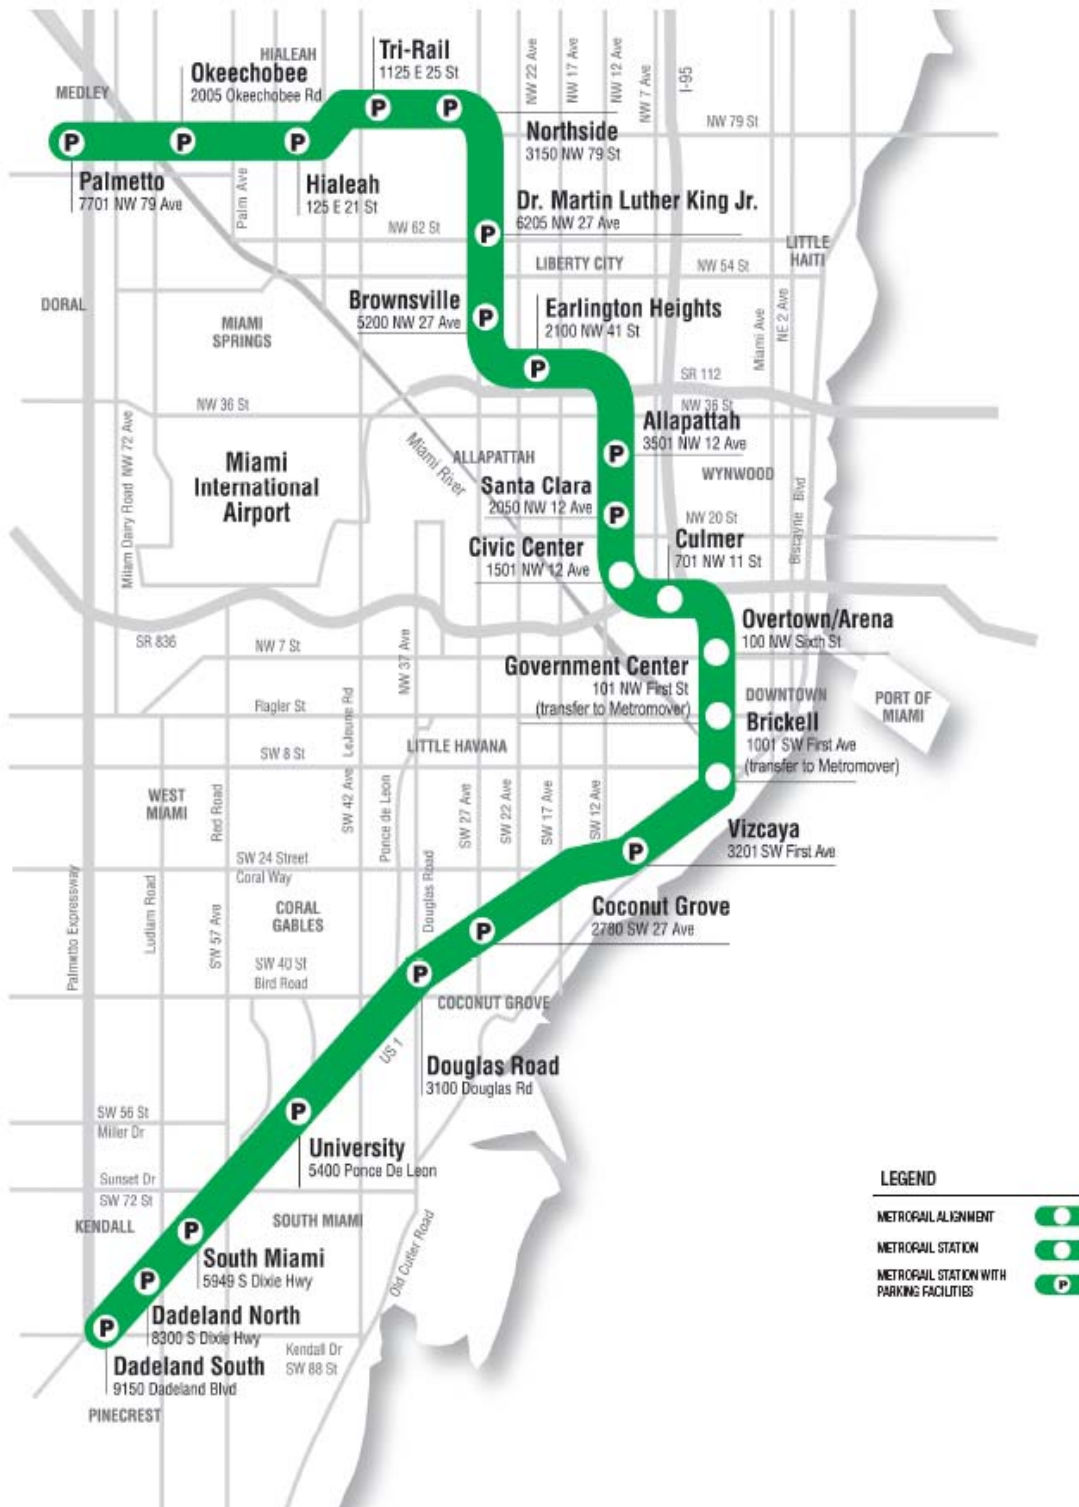 Tri-Rail
1125 E 25 St
HIALEAH
Okeechobee
2005 Okeechobee Rd
MEDLEY
NW 22 Ave
NW 17 Ave
NW 12 Ave
NW 7 Ave
I-95
NW 79 St
Northside
3150 NW 79 St
Palmetto
7701 NW 79 Ave
Palm Ave
Hialeah
125 E 21 St
Dr. Martin Luther King Jr.
6205 NW 27 Ave
NW 62 St
LITTLE
HAITI
LIBERTY CITY
NW 54 St
DORAL
Brownsville
5200 NW 27 Ave
Earlington Heights
2100 NW 41 St
MIAMI
SPRINGS
Miami Ave
NE 2 Ave
SR 112
NW 36 St
NW 36 St
Allapattah
3501 NW 12 Ave
Milam Dairy Road NW 72 Ave
Miami River
ALLAPATTAH
Miami
International
Airport
WYNWOOD
Santa Clara
2050 NW 12 Ave
NW 20 St
Biscayne Blvd
Civic Center
1501 NW 12 Ave
Culmer
701 NW 11 St
Overtown/Arena
100 NW Sixth St
SR 836
NW 7 St
NW 37 Ave
Government Center
101 NW First St
(transfer to Metromover)
DOWNTOWN
PORT OF
MIAMI
Flagler St
Brickell
1001 SW First Ave
(transfer to Metromover)
SW 8 St
LITTLE HAVANA
SW 42 Ave LeJeune Rd
WEST
MIAMI
Red Road
Ponce de Leon
SW 27 Ave
SW 22 Ave
SW 17 Ave
SW 12 Ave
Vizcaya
3201 SW First Ave
SW 24 Street
Coral Way
Palmetto Expressway
Ludlam Road
SW 57 Ave
CORAL
GABLES
Douglas Road
Coconut Grove
2780 SW 27 Ave
SW 40 St
Bird Road
COCONUT GROVE
US 1
Douglas Road
3100 Douglas Rd
SW 56 St
Miller Dr
University
5400 Ponce De Leon
Sunset Dr
SW 72 St
KENDALL
SOUTH MIAMI
Old Cutler Road
South Miami
5949 S Dixie Hwy
Dadeland North
8300 S Dixie Hwy
Kendall Dr
SW 88 St
Dadeland South
9150 Dadeland Blvd
PINECREST
LEGEND
METRORAIL ALIGNMENT
METRORAIL STATION
P METRORAIL STATION WITH
PARKING FACILITIES